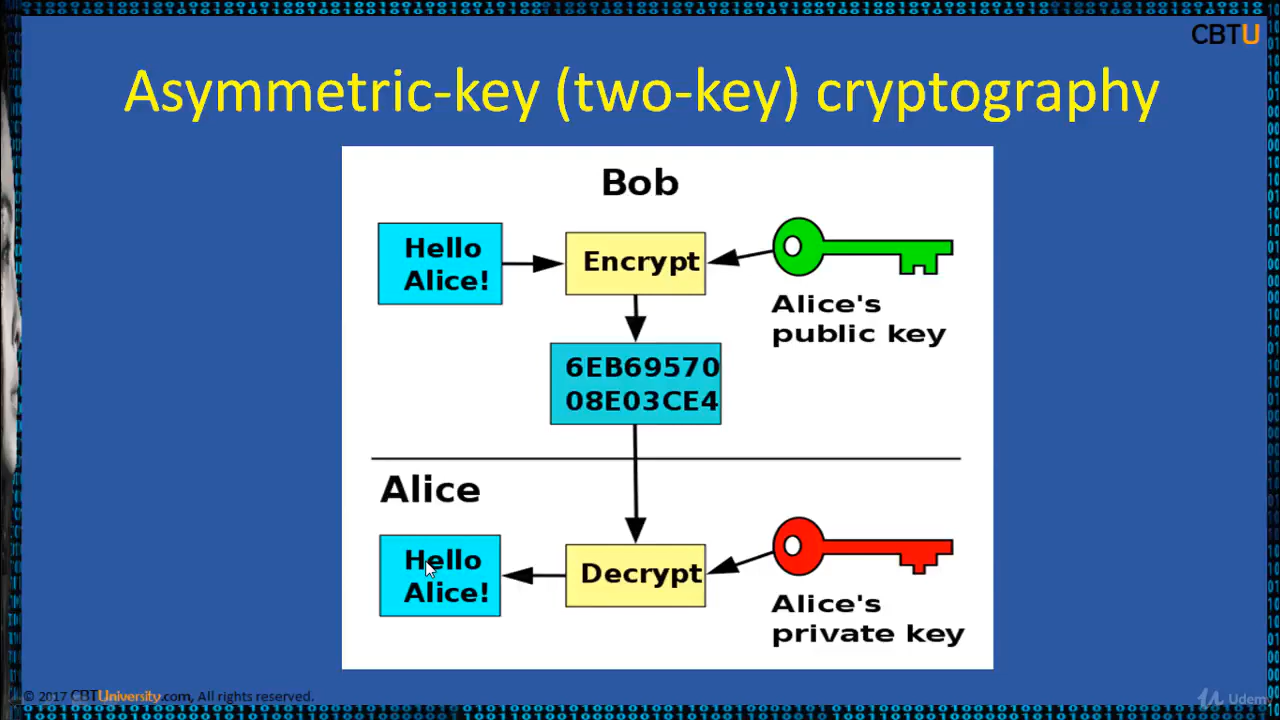 CBTU
Asymmetric-key (two-key) cryptography
Bob
Hello
Alice!
Encrypt
Alice's
public key
6EB69570
08E03CE4
Alice
Hello
Alice!
Decrypt
Alice's
private key
© 2017 CBTUniversity.com, All rights reserved.
Udemy